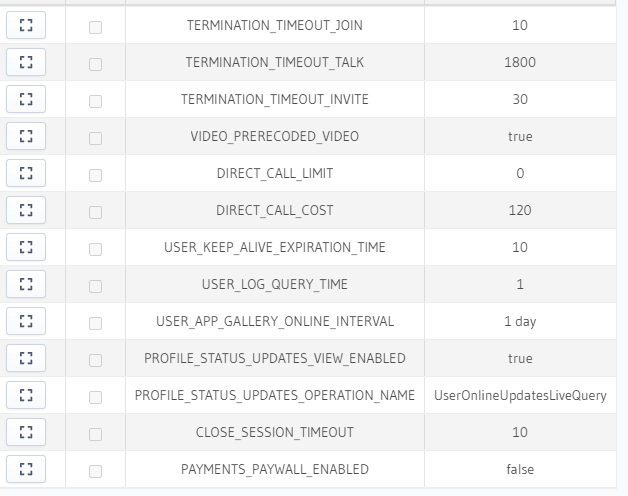 TERMINATION_TIMEOUT_JOIN 10
TERMINATION_TIMEOUT_TALK 1800
TERMINATION_TIMEOUT_INVITE 30
VIDEO_PRERECODED_VIDEO true
DIRECT_CALL_LIMIT 0
DIRECT_CALL_COST 120
USER_KEEP_ALIVE_EXPIRATION_TIME 10
USER_LOG_QUERY_TIME 1
USER_APP_GALLERY_ONLINE_INTERVAL 1 day
PROFILE_STATUS_UPDATES_VIEW_ENABLED true
PROFILE_STATUS_UPDATES_OPERATION_NAME UserOnlineUpdatesLiveQuery
CLOSE_SESSION_TIMEOUT 10
PAYMENTS_PAYWALL_ENABLED false